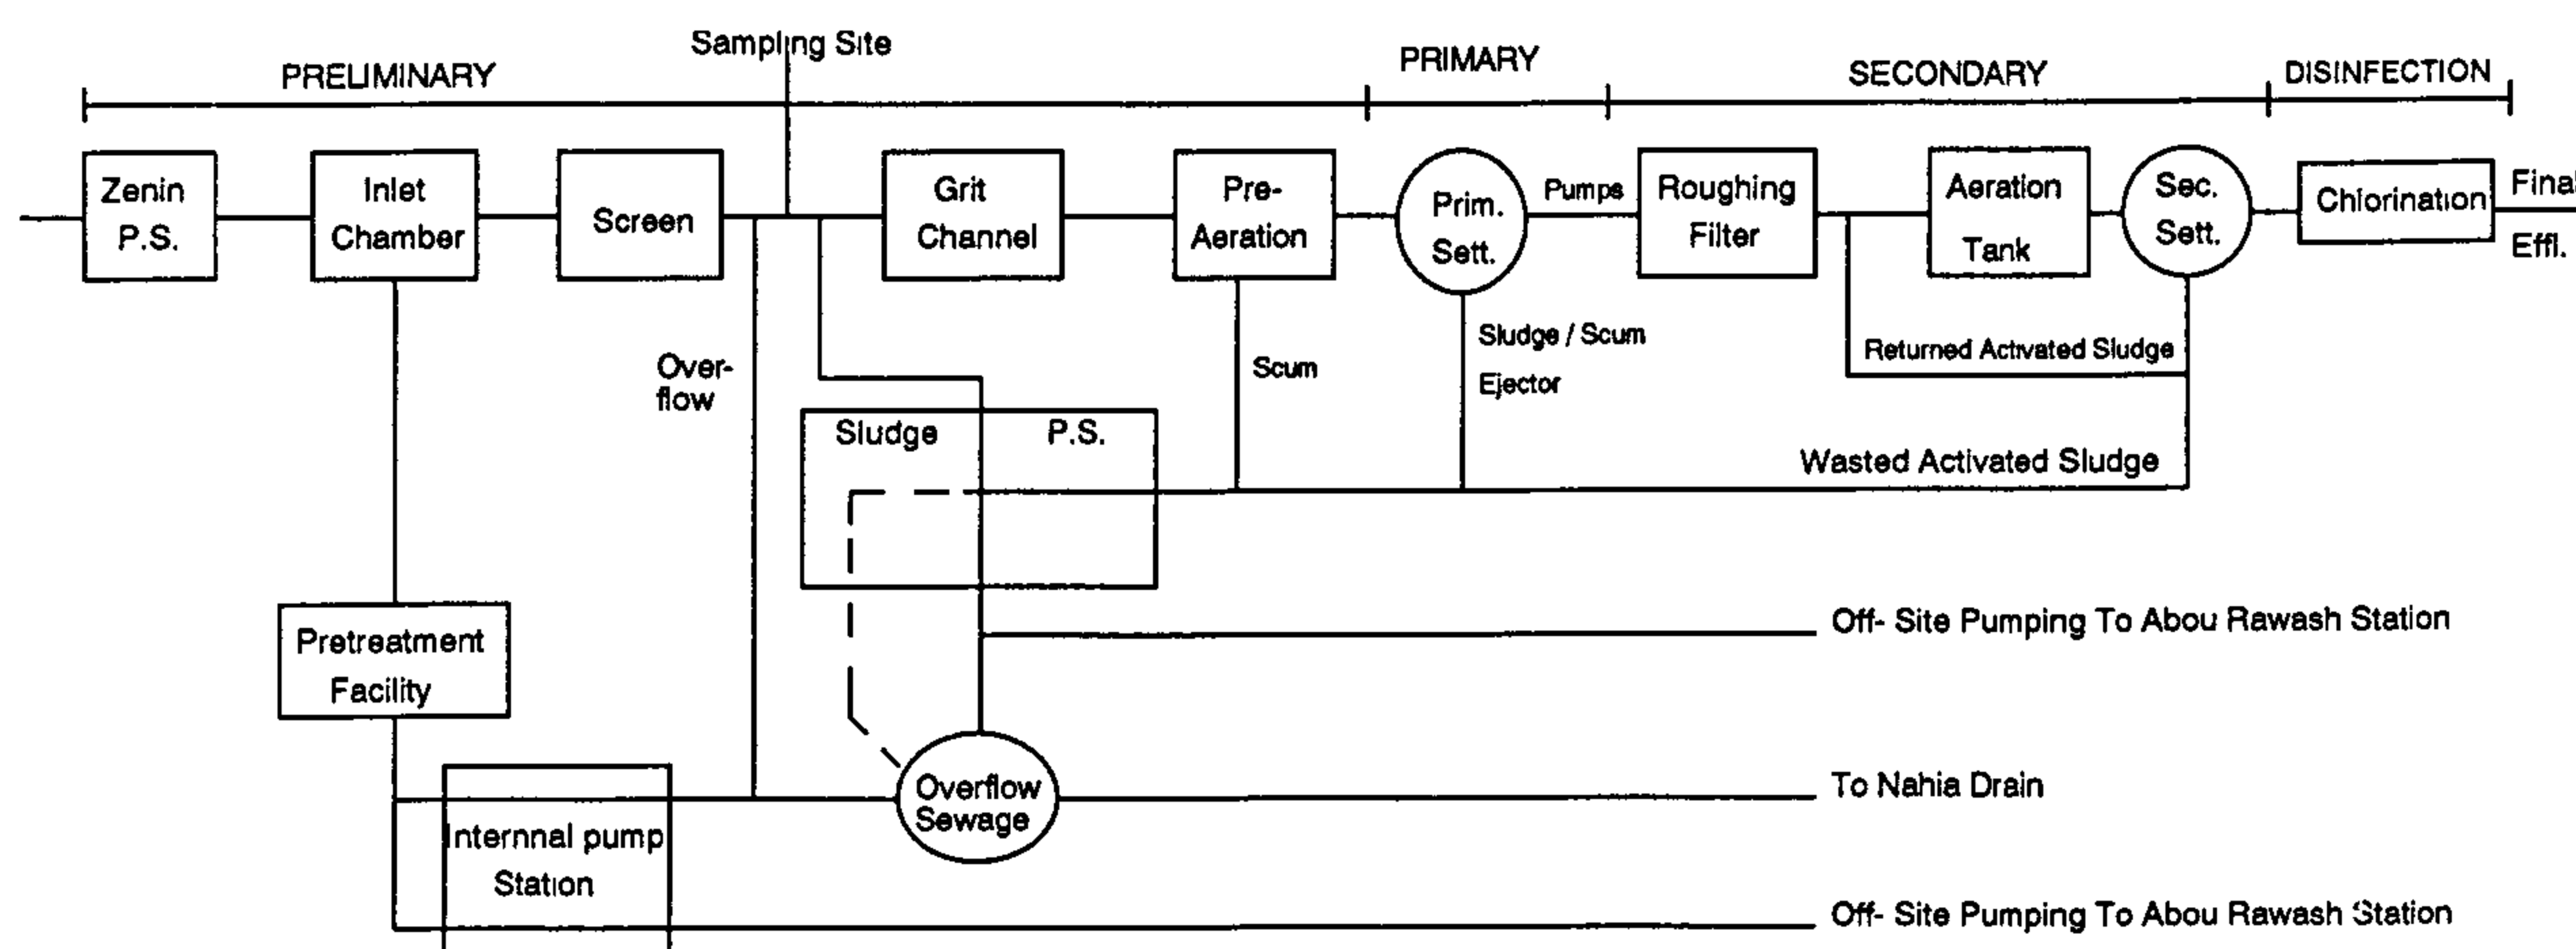 Sampling Site
PRELIMINARY
PRIMARY
SECONDARY
DISINFECTION
Zenin
P.S.
Inlet
Chamber
Screen
Grit
Channel
Pre-
Aeration
Prim.
Sett.
Pumps
Roughing
Filter
Aeration
Tank
Sec.
Sett.
Chlorination
Final
Effl.
Over-
flow
Scum
Sludge / Scum
Ejector
Returned Activated Sludge
Sludge P.S.
Wasted Activated Sludge
Pretreatment
Facility
Off- Site Pumping To Abou Rawash Station
Overflow
Sewage
To Nahia Drain
Internnal pump
Station
Off- Site Pumping To Abou Rawash Station